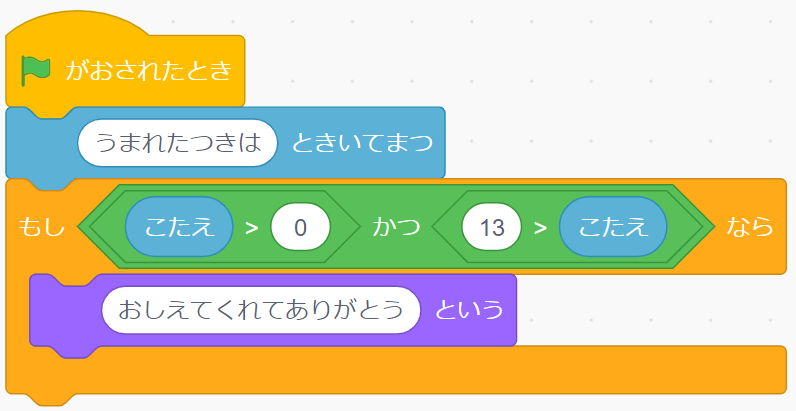 がおされたとき
うまれたつきは ときいてまつ
もし こたえ > 0 かつ 13 > こたえ なら
おしえてくれてありがとう という